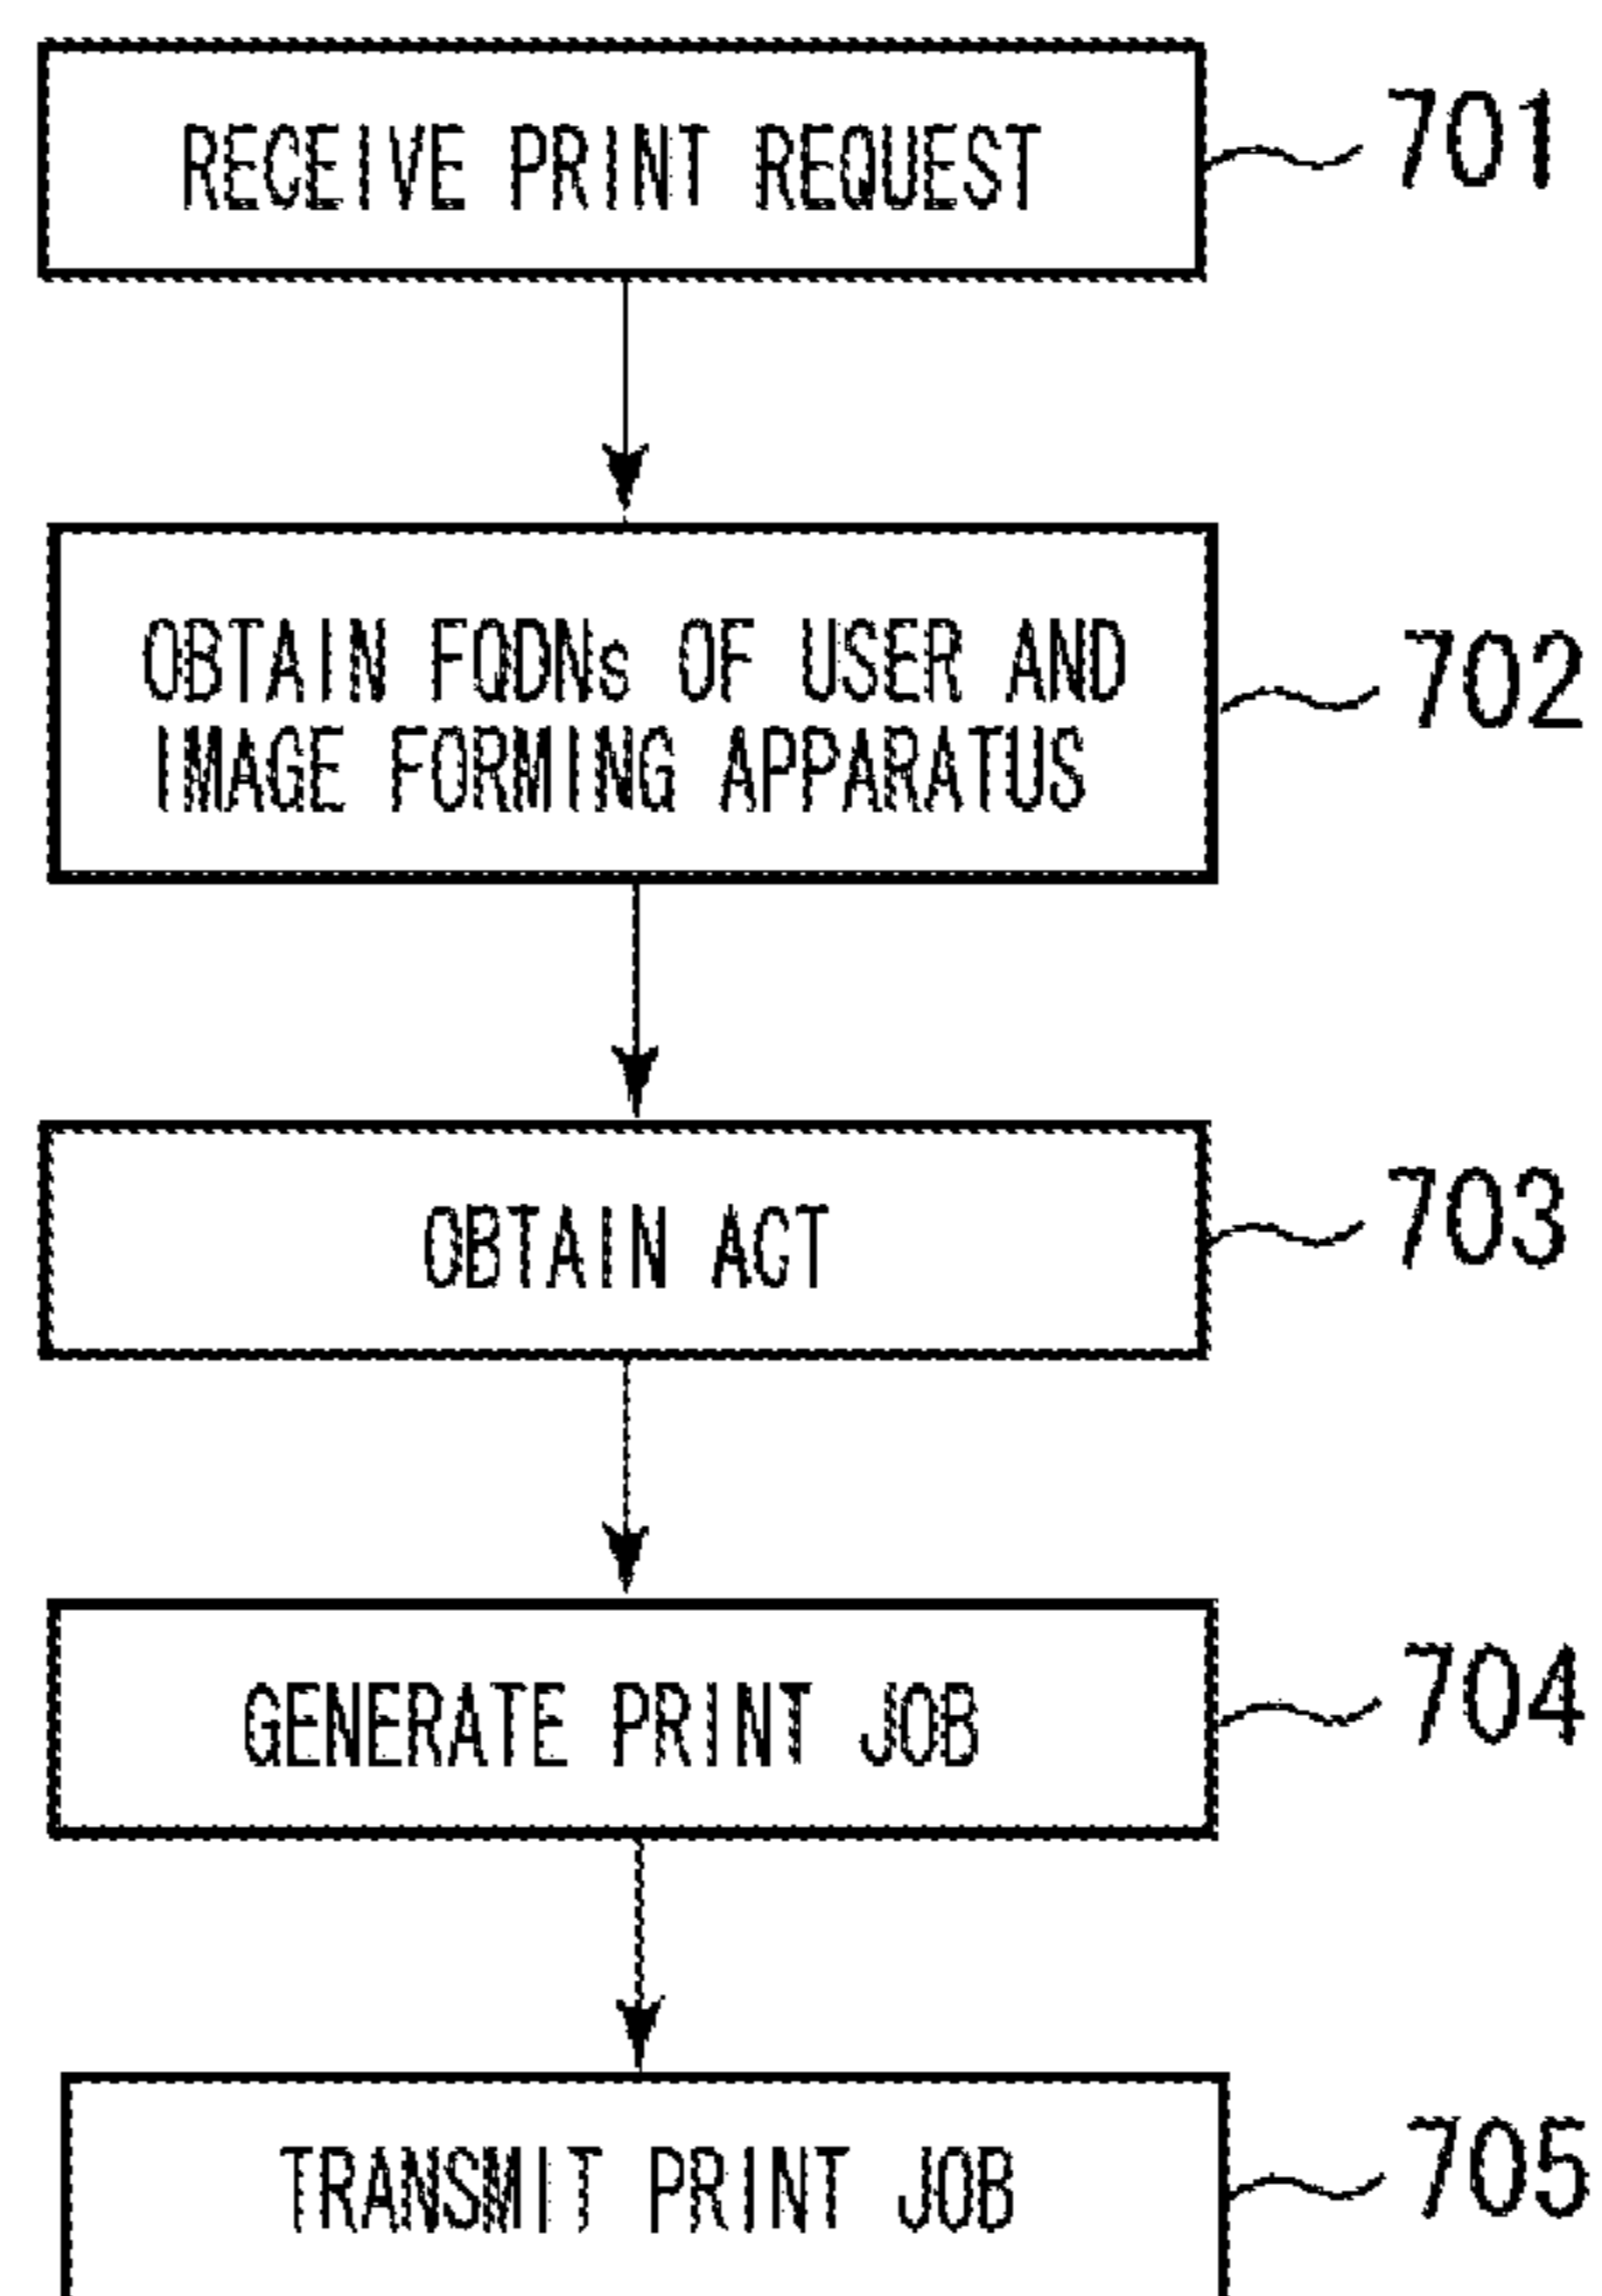 RECEIVE PRINT REQUEST
701
OBTAIN FQDNs OF USER AND
IMAGE FORMING APPARATUS
702
OBTAIN ACT
703
GENERATE PRINT JOB
704
TRANSMIT PRINT JOB
705